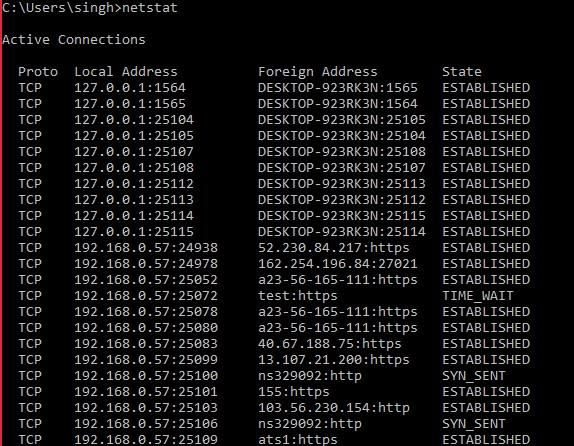 C:\Users\singh>netstat
Active Connections
Proto Local Address Foreign Address State
TCP 127.0.0.1:1564 DESKTOP-923RK3N:1565 ESTABLISHED
TCP 127.0.0.1:1565 DESKTOP-923RK3N:1564 ESTABLISHED
TCP 127.0.0.1:25104 DESKTOP-923RK3N:25105 ESTABLISHED
TCP 127.0.0.1:25105 DESKTOP-923RK3N:25104 ESTABLISHED
TCP 127.0.0.1:25107 DESKTOP-923RK3N:25108 ESTABLISHED
TCP 127.0.0.1:25108 DESKTOP-923RK3N:25107 ESTABLISHED
TCP 127.0.0.1:25112 DESKTOP-923RK3N:25113 ESTABLISHED
TCP 127.0.0.1:25113 DESKTOP-923RK3N:25112 ESTABLISHED
TCP 127.0.0.1:25114 DESKTOP-923RK3N:25115 ESTABLISHED
TCP 127.0.0.1:25115 DESKTOP-923RK3N:25114 ESTABLISHED
TCP 192.168.0.57:24938 52.230.84.217:https ESTABLISHED
TCP 192.168.0.57:24978 162.254.196.84:27021 ESTABLISHED
TCP 192.168.0.57:25052 a23-56-165-111:https ESTABLISHED
TCP 192.168.0.57:25072 test:https TIME_WAIT
TCP 192.168.0.57:25078 a23-56-165-111:https ESTABLISHED
TCP 192.168.0.57:25080 a23-56-165-111:https ESTABLISHED
TCP 192.168.0.57:25083 40.67.188.75:https ESTABLISHED
TCP 192.168.0.57:25099 13.107.21.200:https ESTABLISHED
TCP 192.168.0.57:25100 ns329092:http SYN_SENT
TCP 192.168.0.57:25101 155:https ESTABLISHED
TCP 192.168.0.57:25103 103.56.230.154:http ESTABLISHED
TCP 192.168.0.57:25106 ns329092:http SYN_SENT
TCP 192.168.0.57:25109 ats1:https ESTABLISHED